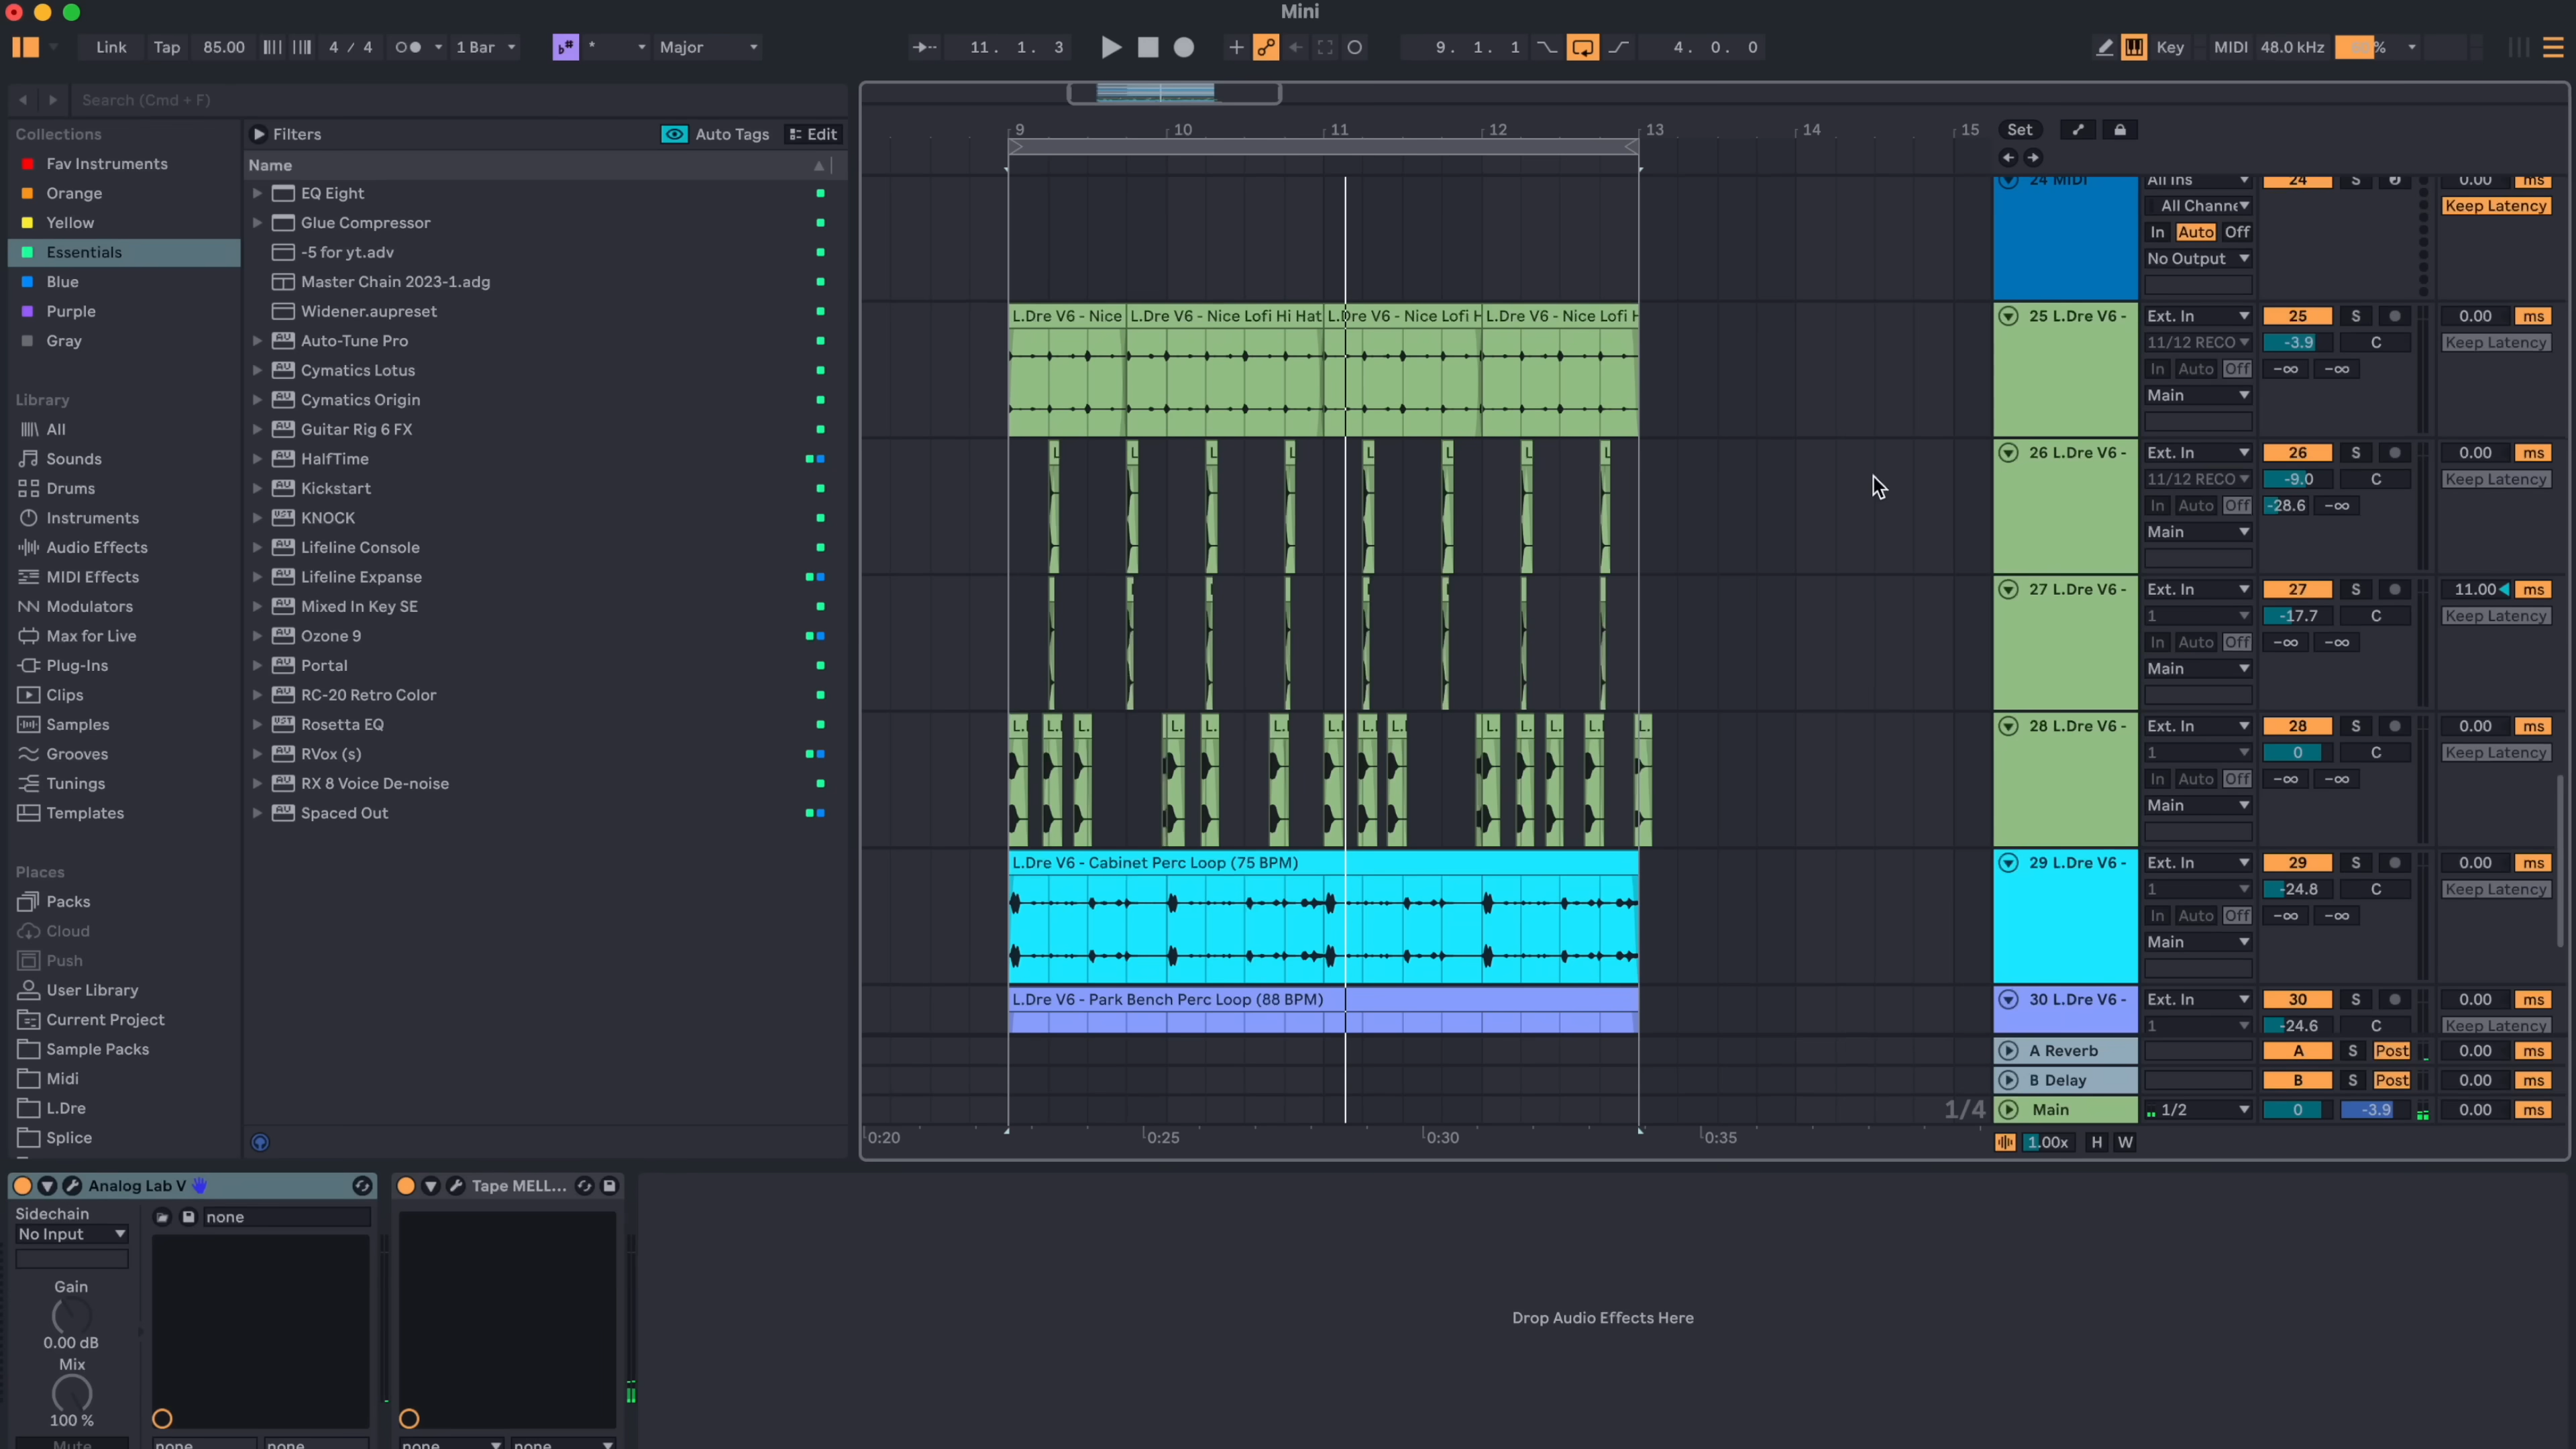 Mini
Link Tap 85.00 4 / 4 1 Bar * Major 11. 1. 3 9. 1. 1 4. 0. 0 Key MIDI 48.0 kHz %
Search (Cmd + F)
Collections
Fav Instruments
Orange
Yellow
Essentials
Blue
Purple
Gray
Library
All
Sounds
Drums
Instruments
Audio Effects
MIDI Effects
Modulators
Max for Live
Plug-Ins
Clips
Samples
Grooves
Tunings
Templates
Places
Packs
Cloud
Push
User Library
Current Project
Sample Packs
Midi
L.Dre
Splice
Filters Auto Tags Edit
Name
EQ Eight
Glue Compressor
-5 for yt.adv
Master Chain 2023-1.adg
Widener.aupreset
Auto-Tune Pro
Cymatics Lotus
Cymatics Origin
Guitar Rig 6 FX
HalfTime
Kickstart
KNOCK
Lifeline Console
Lifeline Expanse
Mixed In Key SE
Ozone 9
Portal
RC-20 Retro Color
Rosetta EQ
RVox (s)
RX 8 Voice De-noise
Spaced Out
9 10 11 12 13 14 15 Set
24 MIDI All Ins 24 S 0.00 ms
All Channe Keep Latency
In Auto Off
No Output
L.Dre V6 - Nice L.Dre V6 - Nice Lofi Hi Hat L.Dre V6 - Nice Lofi H L.Dre V6 - Nice Lofi H 25 L.Dre V6 - Ext. In 25 S 0.00 ms
11/12 RECO -3.9 C Keep Latency
In Auto Off -∞ -∞
Main
L L L L L L L L 26 L.Dre V6 - Ext. In 26 S 0.00 ms
11/12 RECO -9.0 C Keep Latency
In Auto Off -28.6 -∞
Main
27 L.Dre V6 - Ext. In 27 S 11.00 ms
1 -17.7 C Keep Latency
In Auto Off -∞ -∞
Main
L. L. L. L. L. L. L. L. L. L. L. L. L. L. 28 L.Dre V6 - Ext. In 28 S 0.00 ms
1 0 C Keep Latency
In Auto Off -∞ -∞
Main
L.Dre V6 - Cabinet Perc Loop (75 BPM) 29 L.Dre V6 - Ext. In 29 S 0.00 ms
1 -24.8 C Keep Latency
In Auto Off -∞ -∞
Main
L.Dre V6 - Park Bench Perc Loop (88 BPM) 30 L.Dre V6 - Ext. In 30 S 0.00 ms
1 -24.6 C Keep Latency
A Reverb A S Post 0.00 ms
B Delay B S Post 0.00 ms
1/4 Main 1/2 0 -3.9 0.00 ms
0:20 0:25 0:30 0:35 1.00x H W
Analog Lab V Tape MELL...
Sidechain none
No Input
Gain
0.00 dB
Mix
100 %
Mute none none none none
Drop Audio Effects Here